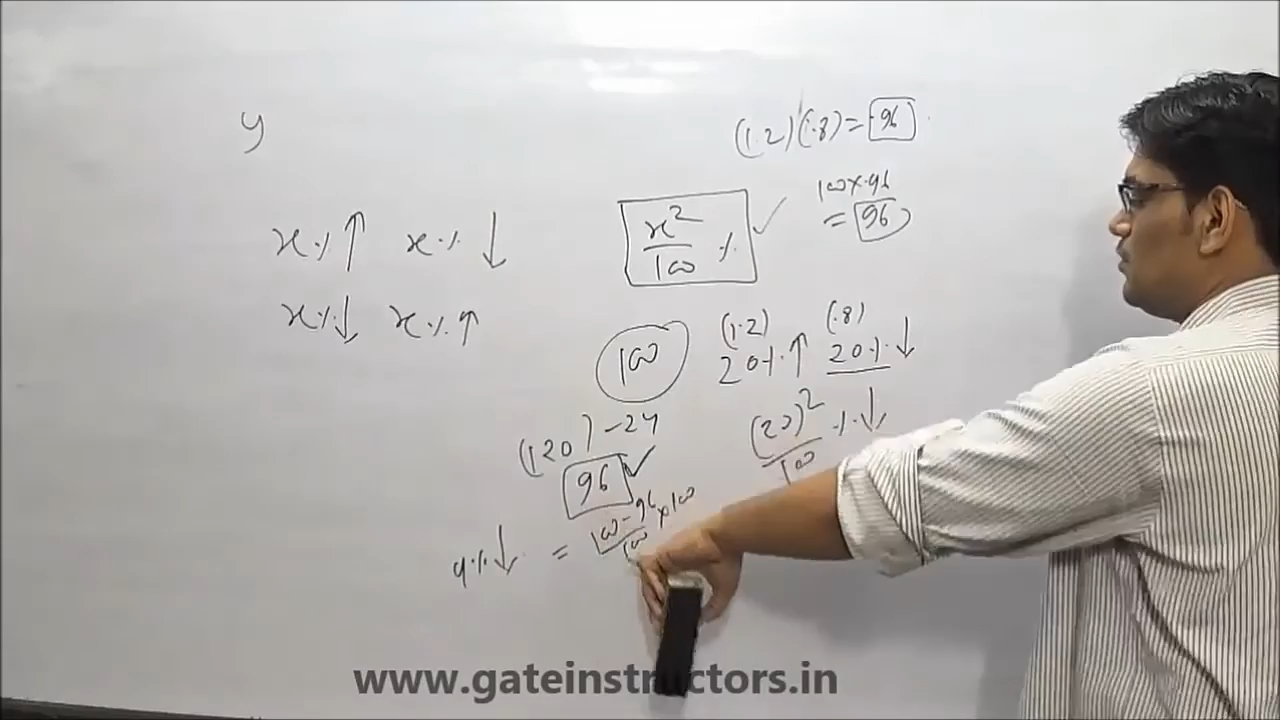 y
(1.2)(.8)=.96
100×.96
=96
x%↑ x%↓
x²/100 %✓
x%↓ x%↑
100
(1.2) (.8)
20%↑ 20%↓
(120)-24
96✓
(20)²/100 %↓
4%↓ = 100-96/100 ×100
www.gateinstructors.in